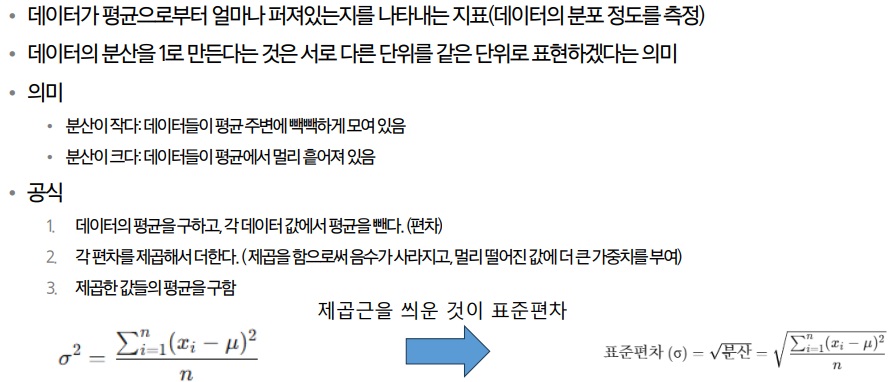 • 데이터가 평균으로부터 얼마나 퍼져있는지를 나타내는 지표(데이터의 분포 정도를 측정)
• 데이터의 분산을 1로 만든다는 것은 서로 다른 단위를 같은 단위로 표현하겠다는 의미
• 의미
• 분산이 작다: 데이터들이 평균 주변에 빽빽하게 모여 있음
• 분산이 크다: 데이터들이 평균에서 멀리 흩어져 있음
• 공식
1. 데이터의 평균을 구하고, 각 데이터 값에서 평균을 뺀다. (편차)
2. 각 편차를 제곱해서 더한다. ( 제곱을 함으로써 음수가 사라지고, 멀리 떨어진 값에 더 큰 가중치를 부여)
3. 제곱한 값들의 평균을 구함
제곱근을 씌운 것이 표준편차
σ² = \frac{\sum_{i=1}^{n}(x_i − μ)²}{n}
표준편차 (σ) = √분산 = \sqrt{\frac{\sum_{i=1}^{n}(x_i − μ)²}{n}}